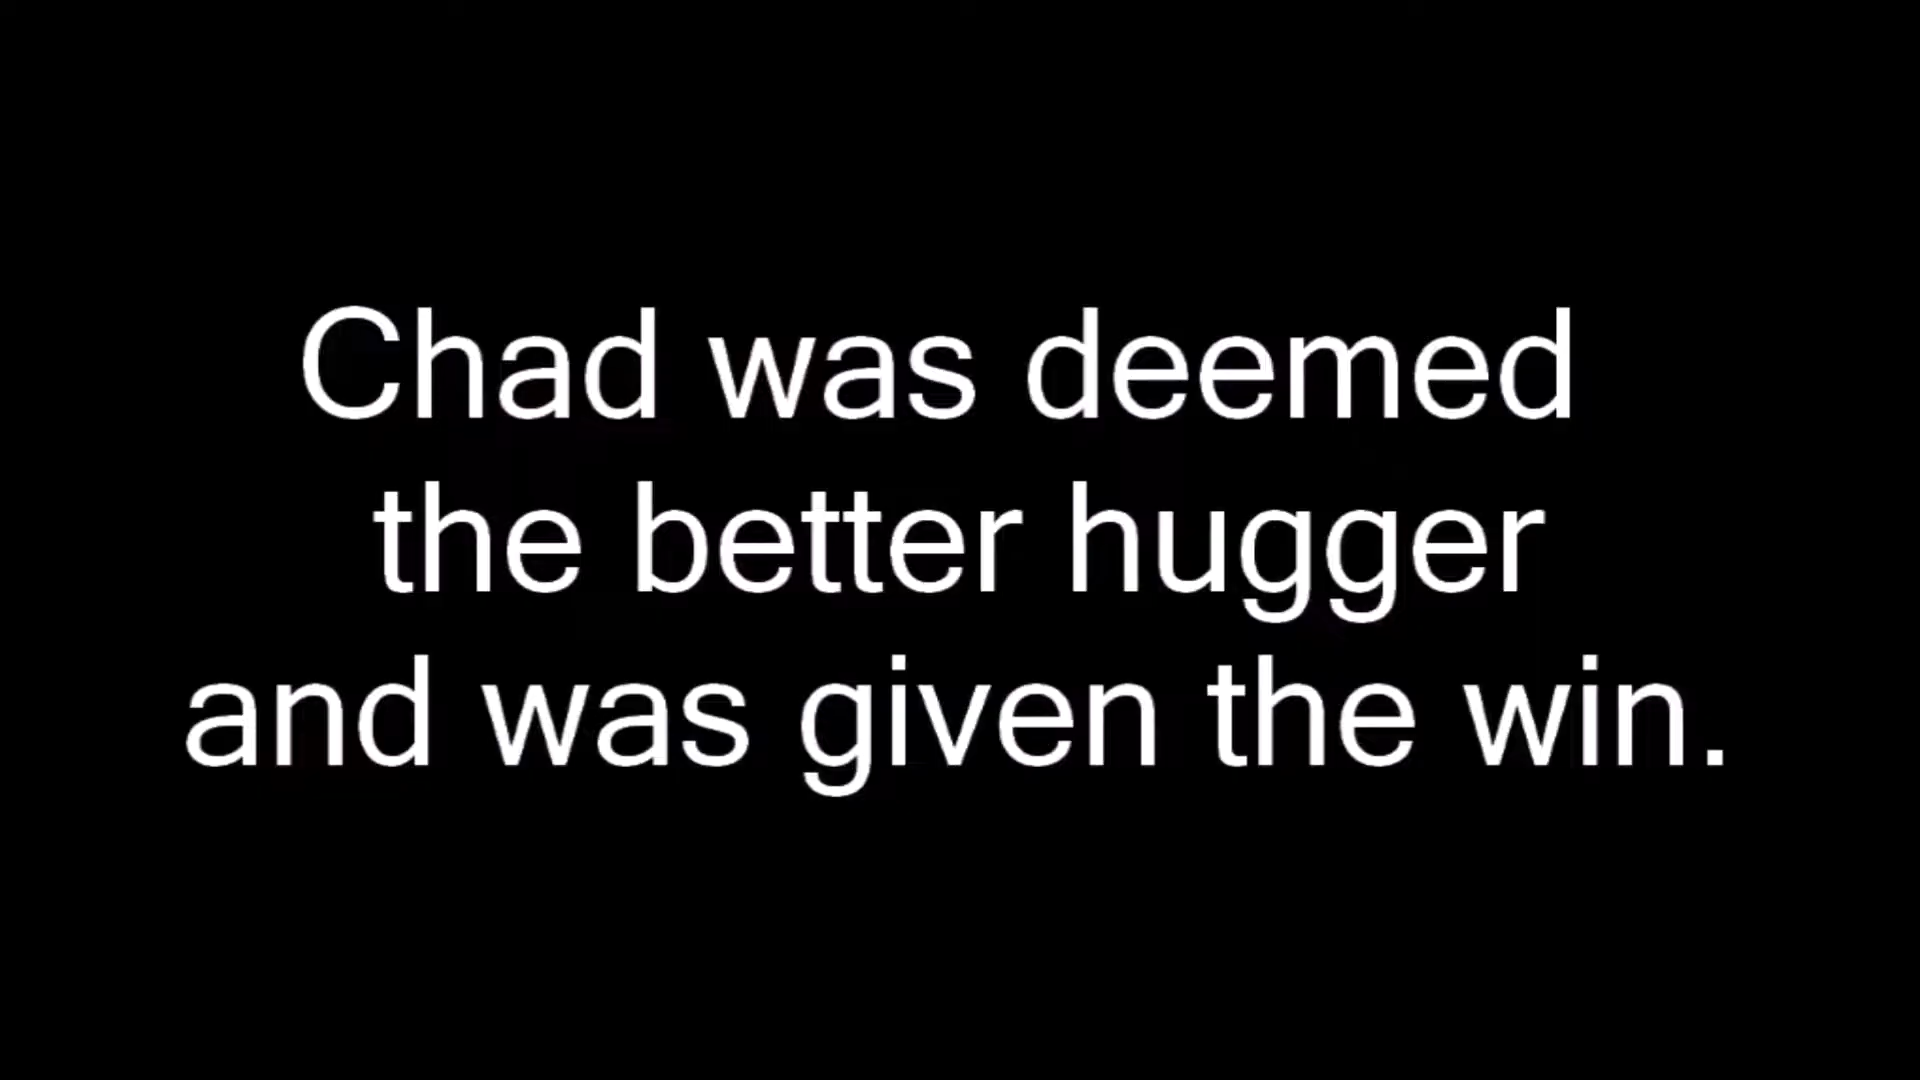 Chad was deemed
the better hugger
and was given the win.